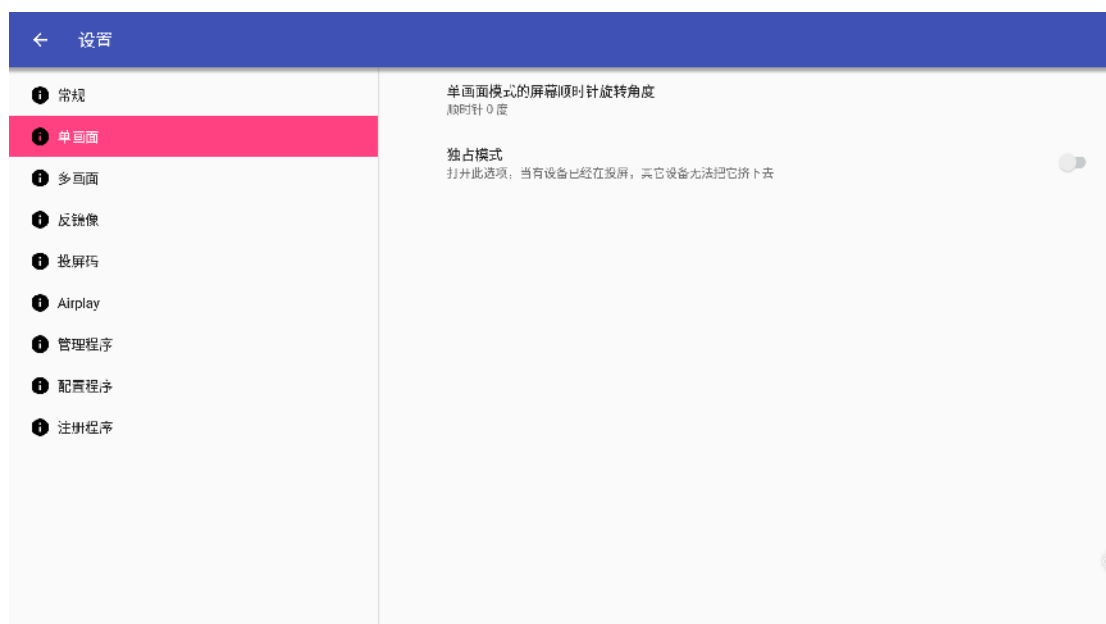 设置
常规
单画面
多画面
反镜像
投屏码
Airplay
管理程序
配置程序
注册程序
单画面模式的屏幕顺时针旋转角度
顺时针 0 度
独占模式
打开此选项，当有设备已经在投屏，其它设备无法把它挤下去